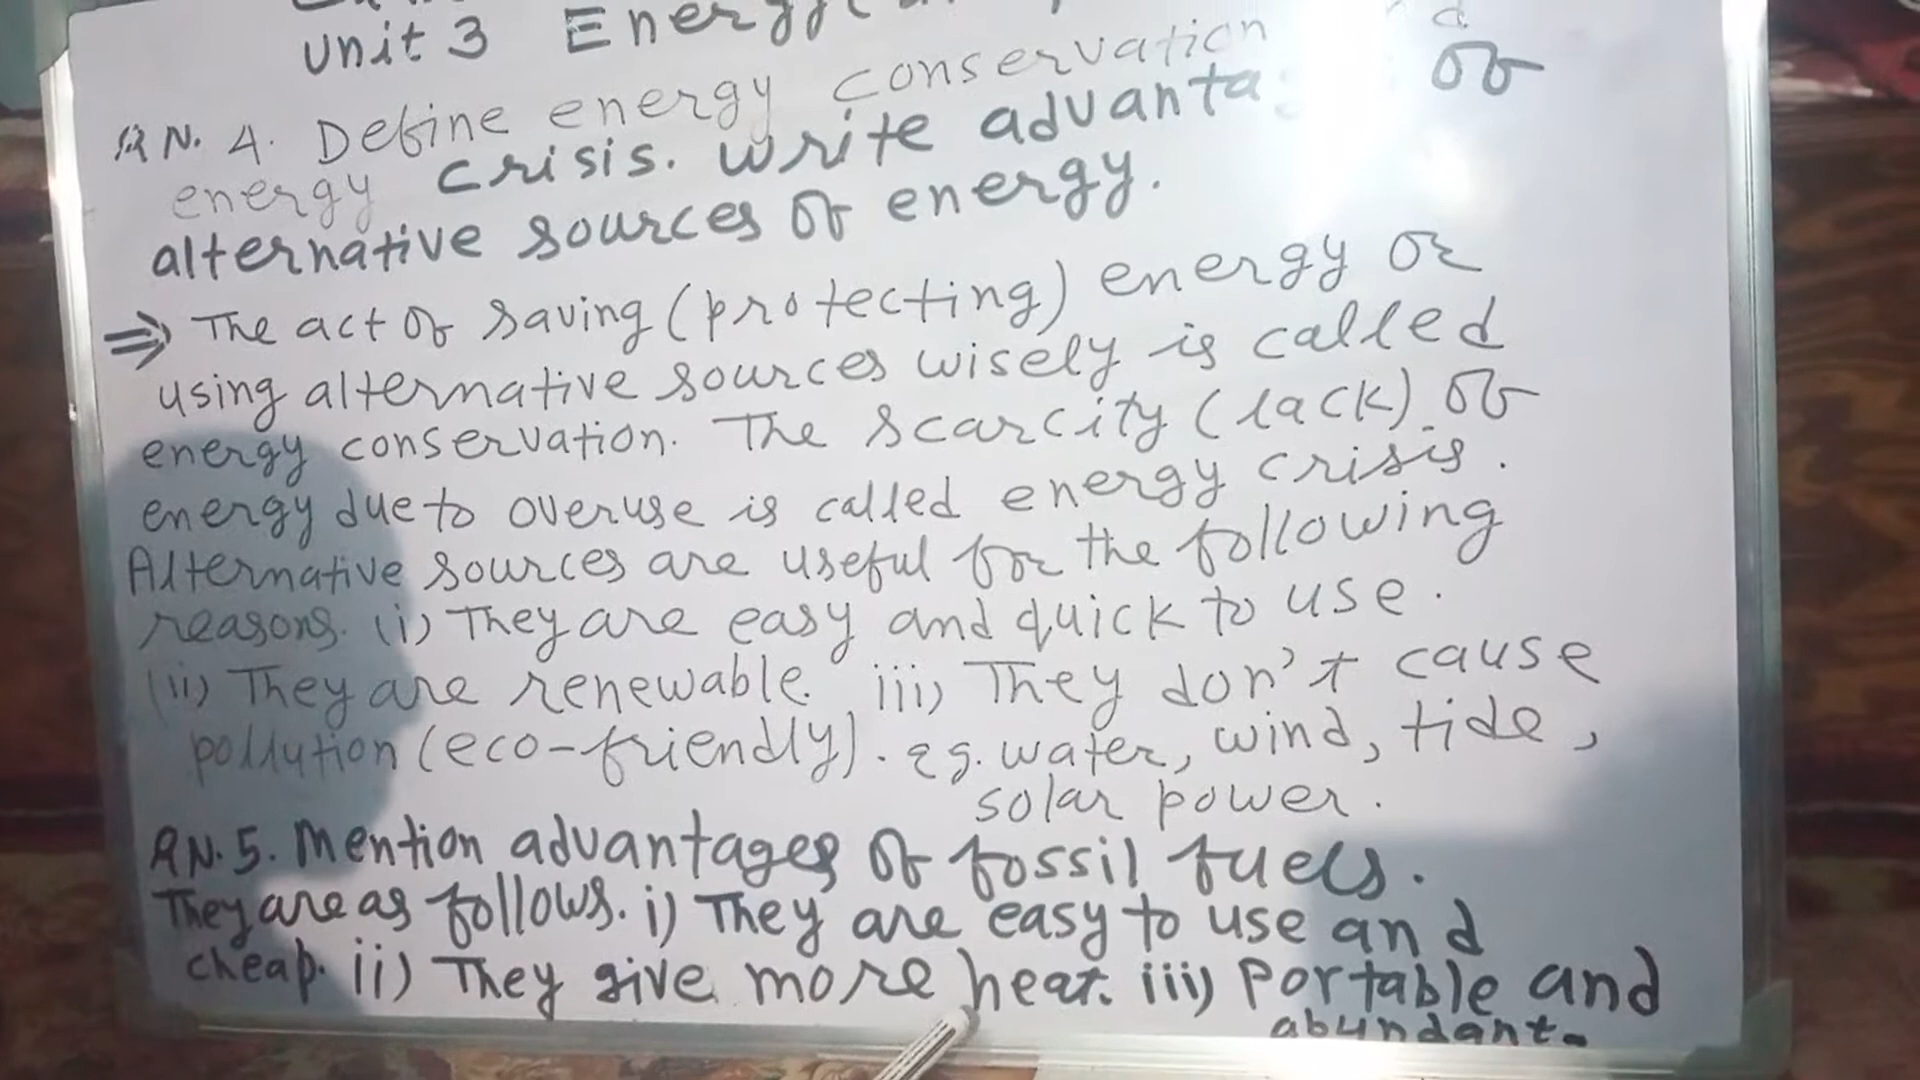 unit 3 Energy
Q N. 4. Define energy conservation
energy crisis. write advanta of
alternative sources of energy.
⇒ The act of saving (protecting) energy or
using alternative sources wisely is called
energy conservation. The scarcity (lack) of
energy due to overuse is called energy crisis.
Alternative sources are useful for the following
reasons. (i) They are easy and quick to use.
(ii) They are renewable. iii) They don't cause
pollution (eco-friendly). eg. water, wind, tide,
solar power.
Q N. 5. Mention advantages of fossil fuels.
They are as follows. i) They are easy to use and
cheap. ii) They give more heat. iii) Portable and
abundant.